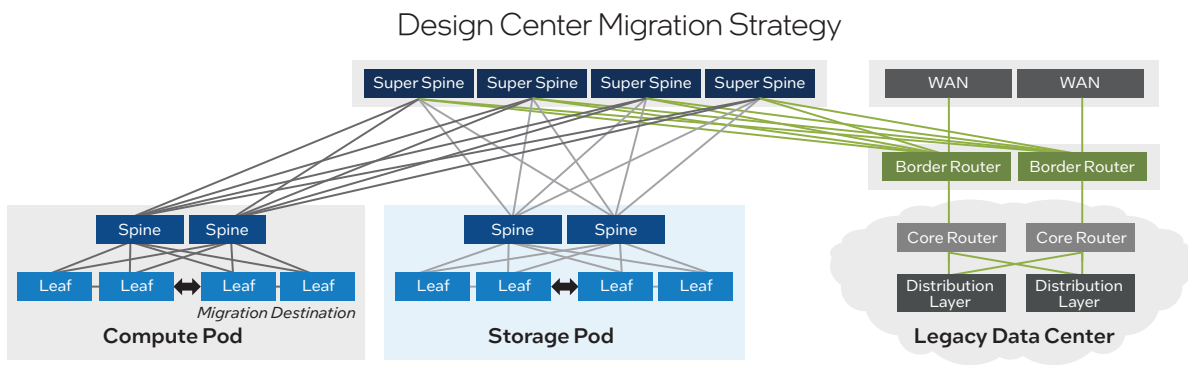 Design Center Migration Strategy
Super Spine Super Spine Super Spine Super Spine
WAN WAN
Border Router Border Router
Spine Spine
Spine Spine
Core Router Core Router
Leaf Leaf Leaf Leaf
Leaf Leaf Leaf Leaf
Distribution Layer
Distribution Layer
Migration Destination
Compute Pod
Storage Pod
Legacy Data Center